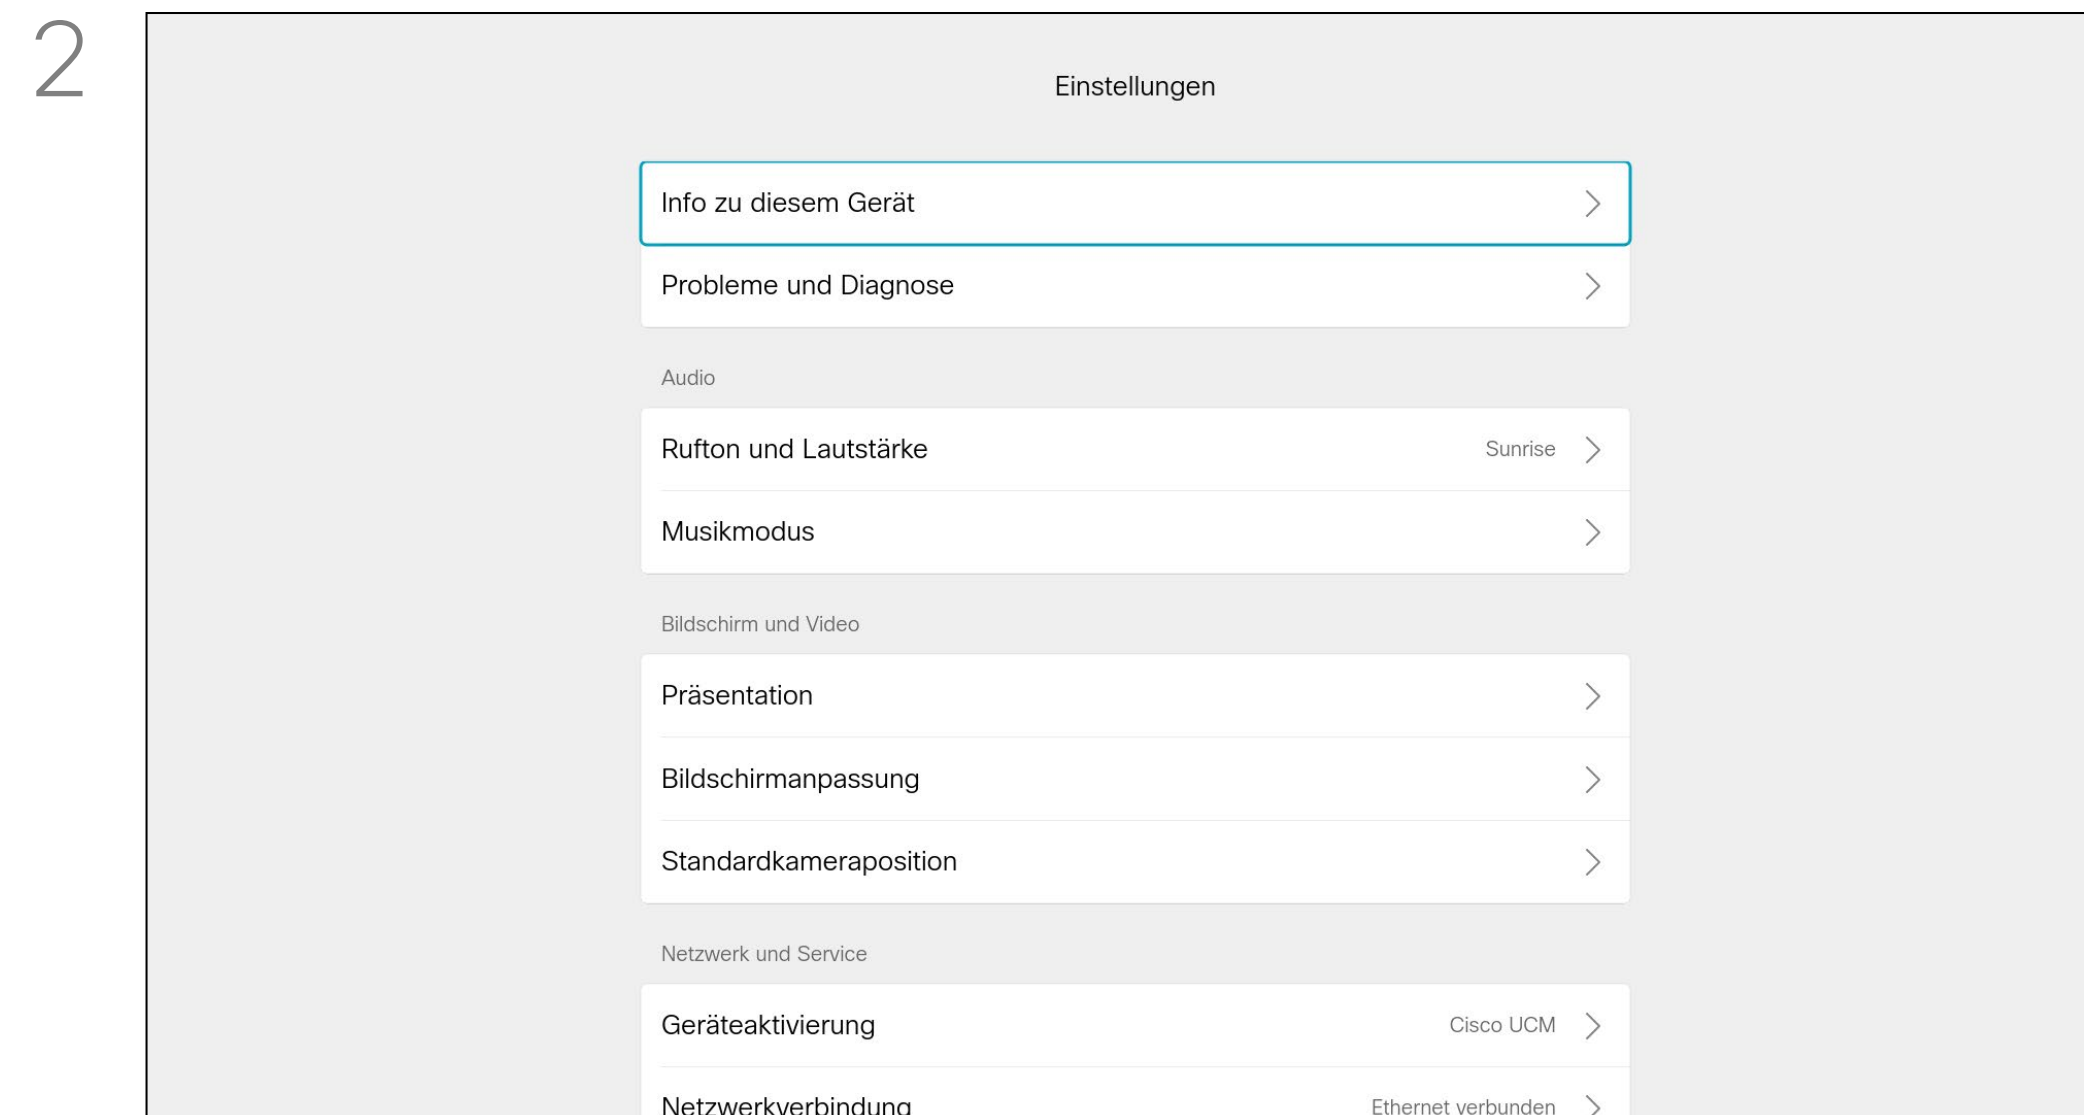 2
Einstellungen
Info zu diesem Gerät
Probleme und Diagnose
Audio
Rufton und Lautstärke Sunrise
Musikmodus
Bildschirm und Video
Präsentation
Bildschirmanpassung
Standardkameraposition
Netzwerk und Service
Geräteaktivierung Cisco UCM
Netzwerkverbindung Ethernet verbunden